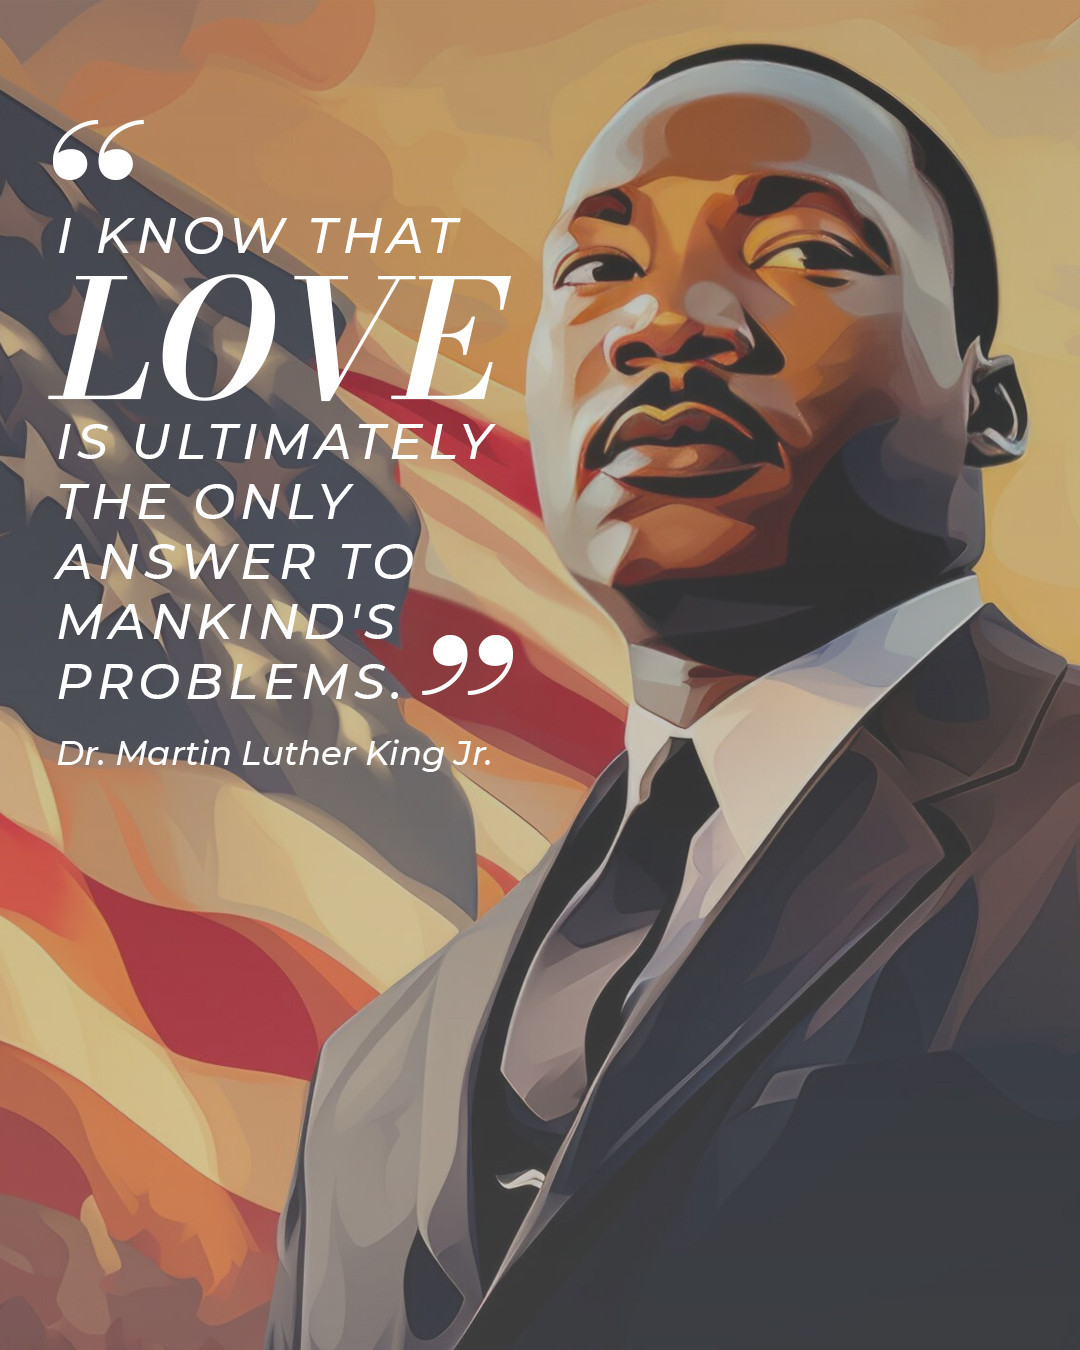 “
I KNOW THAT
LOVE
IS ULTIMATELY
THE ONLY
ANSWER TO
MANKIND'S
PROBLEMS. ”
Dr. Martin Luther King Jr.